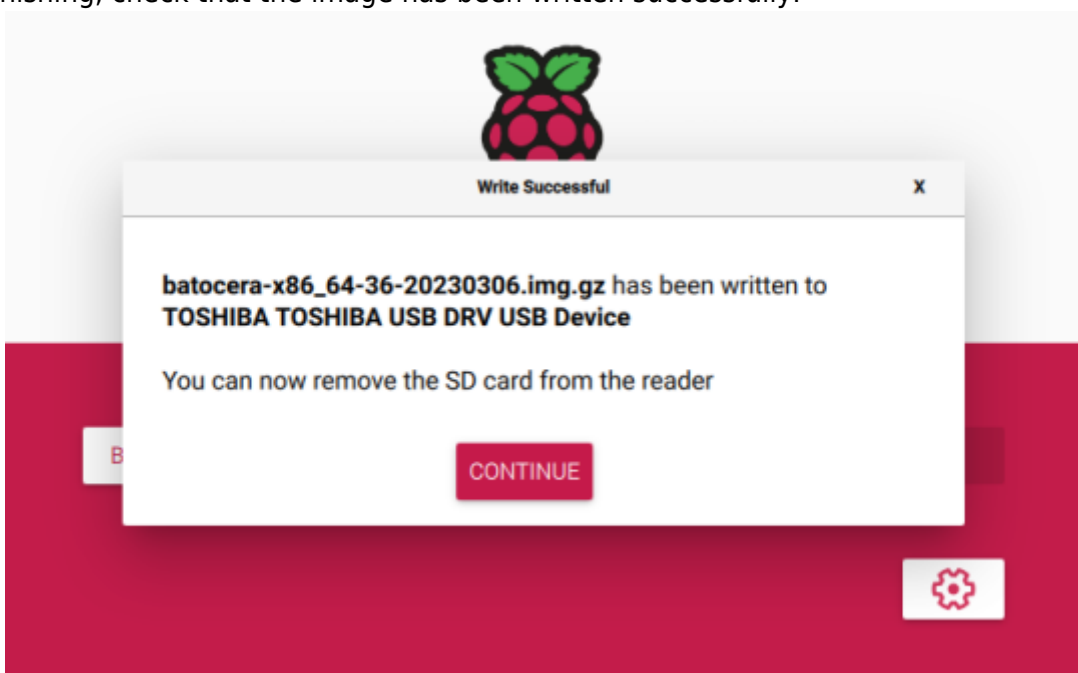 check that the image has been written successfully.
Write Successful
X
batocera-x86_64-36-20230306.img.gz has been written to
TOSHIBA TOSHIBA USB DRV USB Device
You can now remove the SD card from the reader
B
CONTINUE